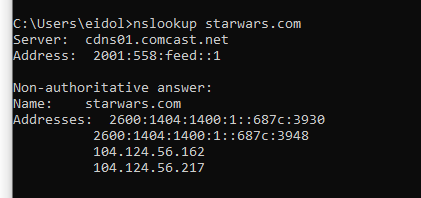 C:\Users\eidol>nslookup starwars.com
Server:  cdns01.comcast.net
Address:  2001:558:feed::1

Non-authoritative answer:
Name:    starwars.com
Addresses:  2600:1404:1400:1::687c:3930
          2600:1404:1400:1::687c:3948
          104.124.56.162
          104.124.56.217